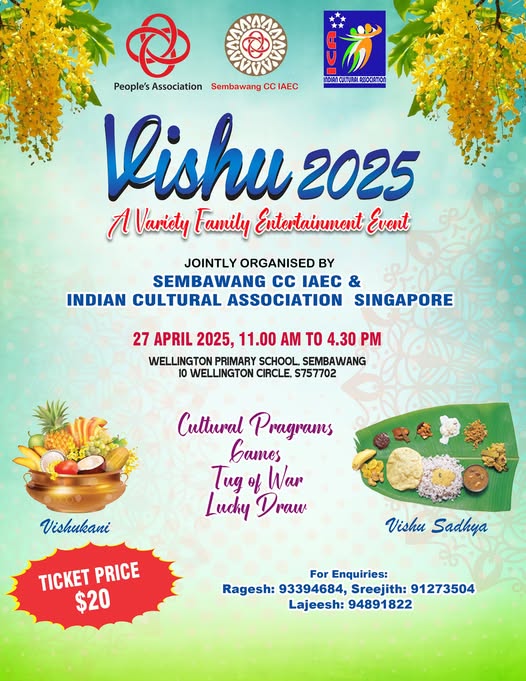 People's Association
Sembawang CC IAEC
ICA
INDIAN CULTURAL ASSOCIATION
Vishu 2025
A Variety Family Entertainment Event
JOINTLY ORGANISED BY
SEMBAWANG CC IAEC &
INDIAN CULTURAL ASSOCIATION SINGAPORE
27 APRIL 2025, 11.00 AM TO 4.30 PM
WELLINGTON PRIMARY SCHOOL, SEMBAWANG
10 WELLINGTON CIRCLE, S757702
Cultural Pragrams
Games
Tug of War
Lucky Draw
Vishukani
Vishu Sadhya
TICKET PRICE
$20
For Enquiries:
Ragesh: 93394684, Sreejith: 91273504
Lajeesh: 94891822